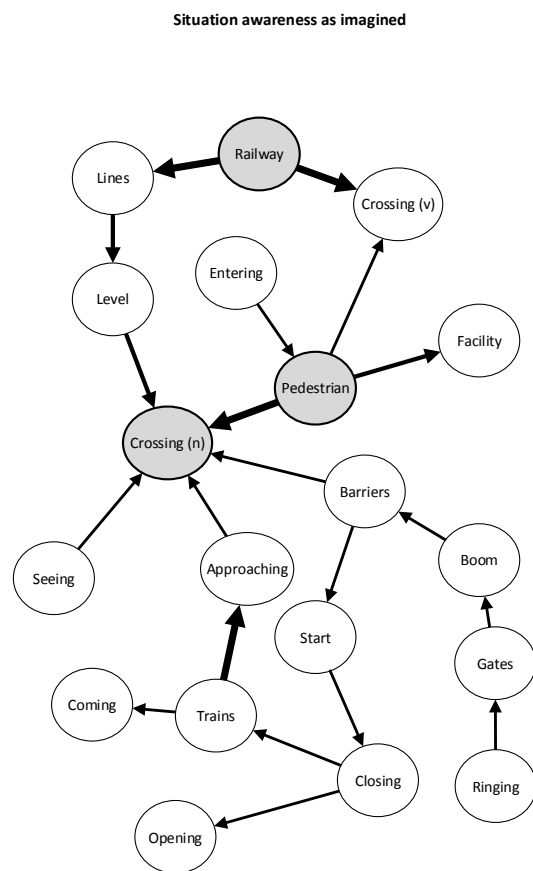 Situation awareness as imagined
Railway
Lines
Crossing (v)
Entering
Level
Facility
Pedestrian
Crossing (n)
Barriers
Boom
Approaching
Seeing
Start
Gates
Coming
Trains
Closing
Ringing
Opening